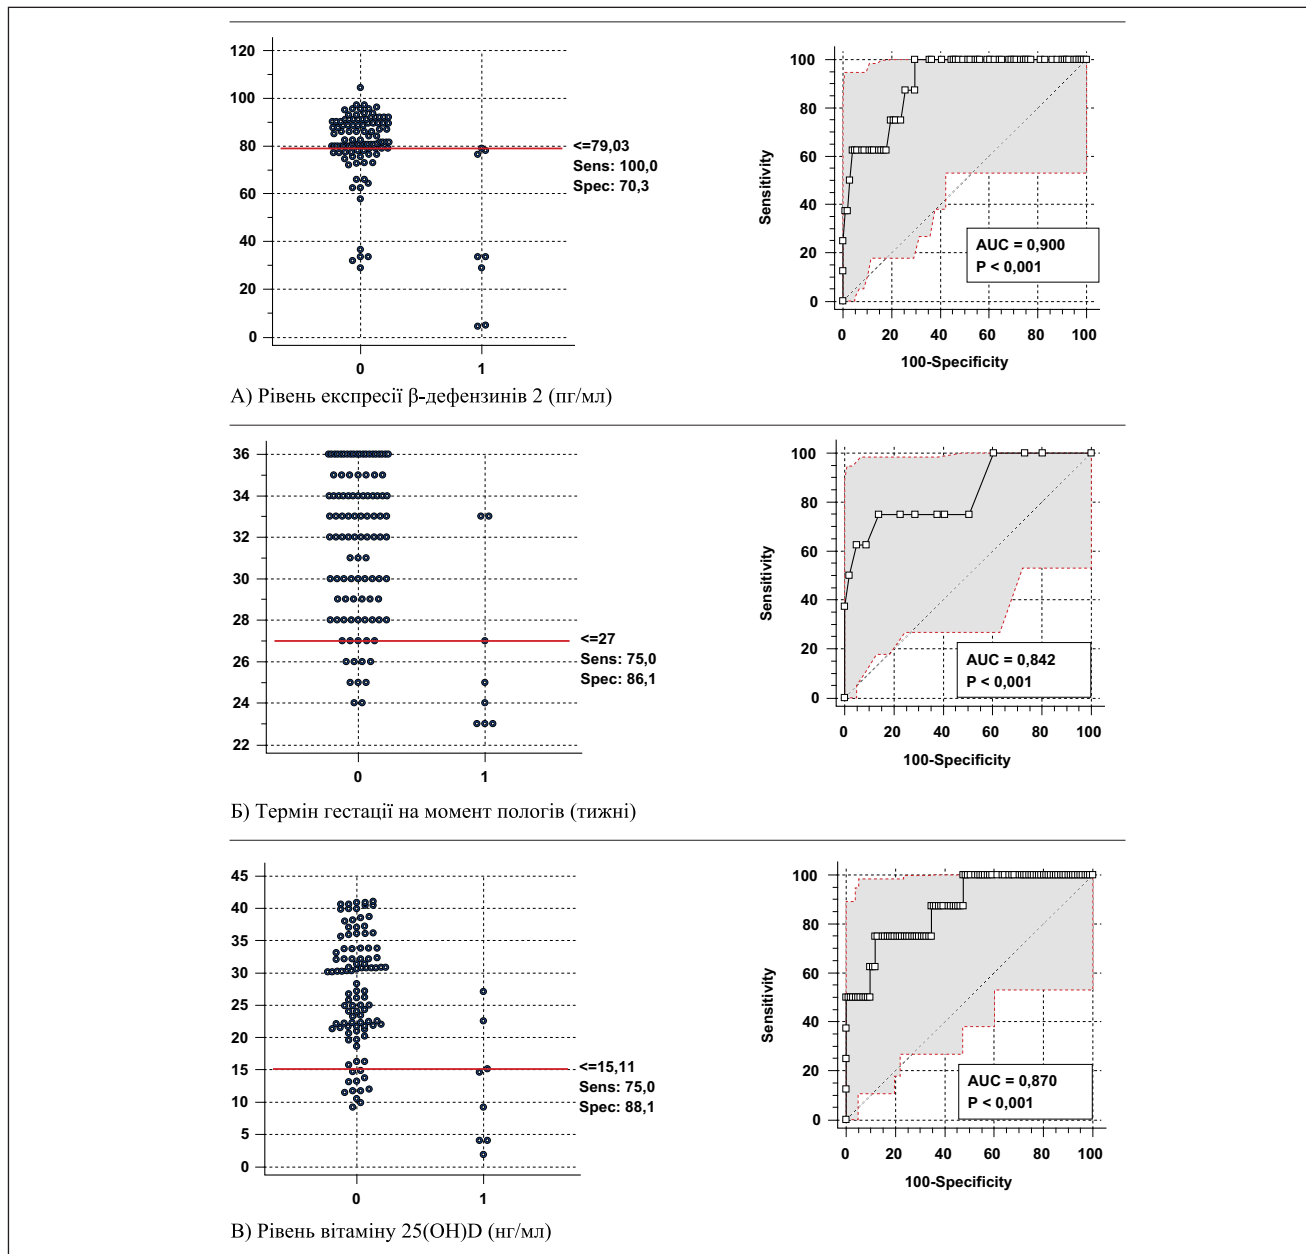 120
100
80
60
40
20
0
0
1
<=79,03
Sens: 100,0
Spec: 70,3
Sensitivity
100
80
60
40
20
0
0 20 40 60 80 100
100-Specificity
AUC = 0,900
P < 0,001
А) Рівень експресії β-дефензинів 2 (пг/мл)
36
34
32
30
28
26
24
22
0
1
<=27
Sens: 75,0
Spec: 86,1
Sensitivity
100
80
60
40
20
0
0 20 40 60 80 100
100-Specificity
AUC = 0,842
P < 0,001
Б) Термін гестації на момент пологів (тижні)
45
40
35
30
25
20
15
10
5
0
0
1
<=15,11
Sens: 75,0
Spec: 88,1
Sensitivity
100
80
60
40
20
0
0 20 40 60 80 100
100-Specificity
AUC = 0,870
P < 0,001
В) Рівень вітаміну 25(OH)D (нг/мл)